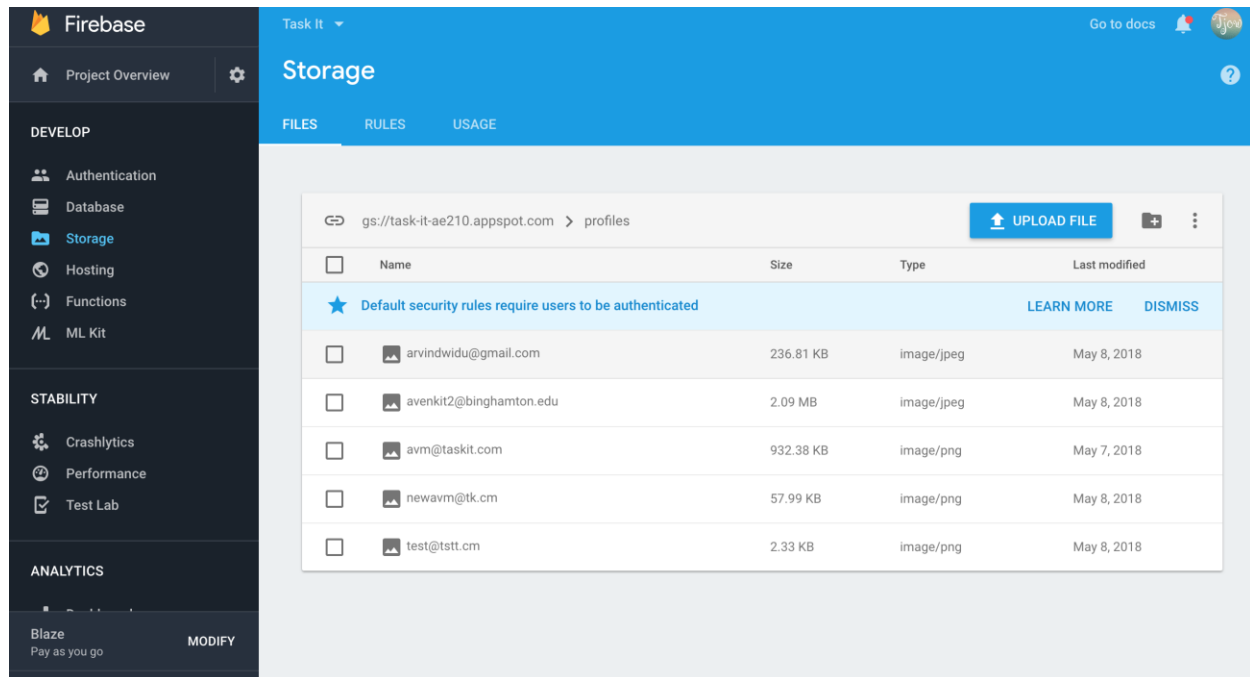 Firebase
Project Overview
DEVELOP
Authentication
Database
Storage
Hosting
Functions
ML Kit
STABILITY
Crashlytics
Performance
Test Lab
ANALYTICS
Blaze
Pay as you go
MODIFY
Task It
Go to docs
Storage
FILES RULES USAGE
gs://task-it-ae210.appspot.com > profiles
UPLOAD FILE
Name Size Type Last modified
Default security rules require users to be authenticated LEARN MORE DISMISS
arvindwidu@gmail.com 236.81 KB image/jpeg May 8, 2018
avenkit2@binghamton.edu 2.09 MB image/jpeg May 8, 2018
avm@taskit.com 932.38 KB image/png May 7, 2018
newavm@tk.cm 57.99 KB image/png May 8, 2018
test@tstt.cm 2.33 KB image/png May 8, 2018